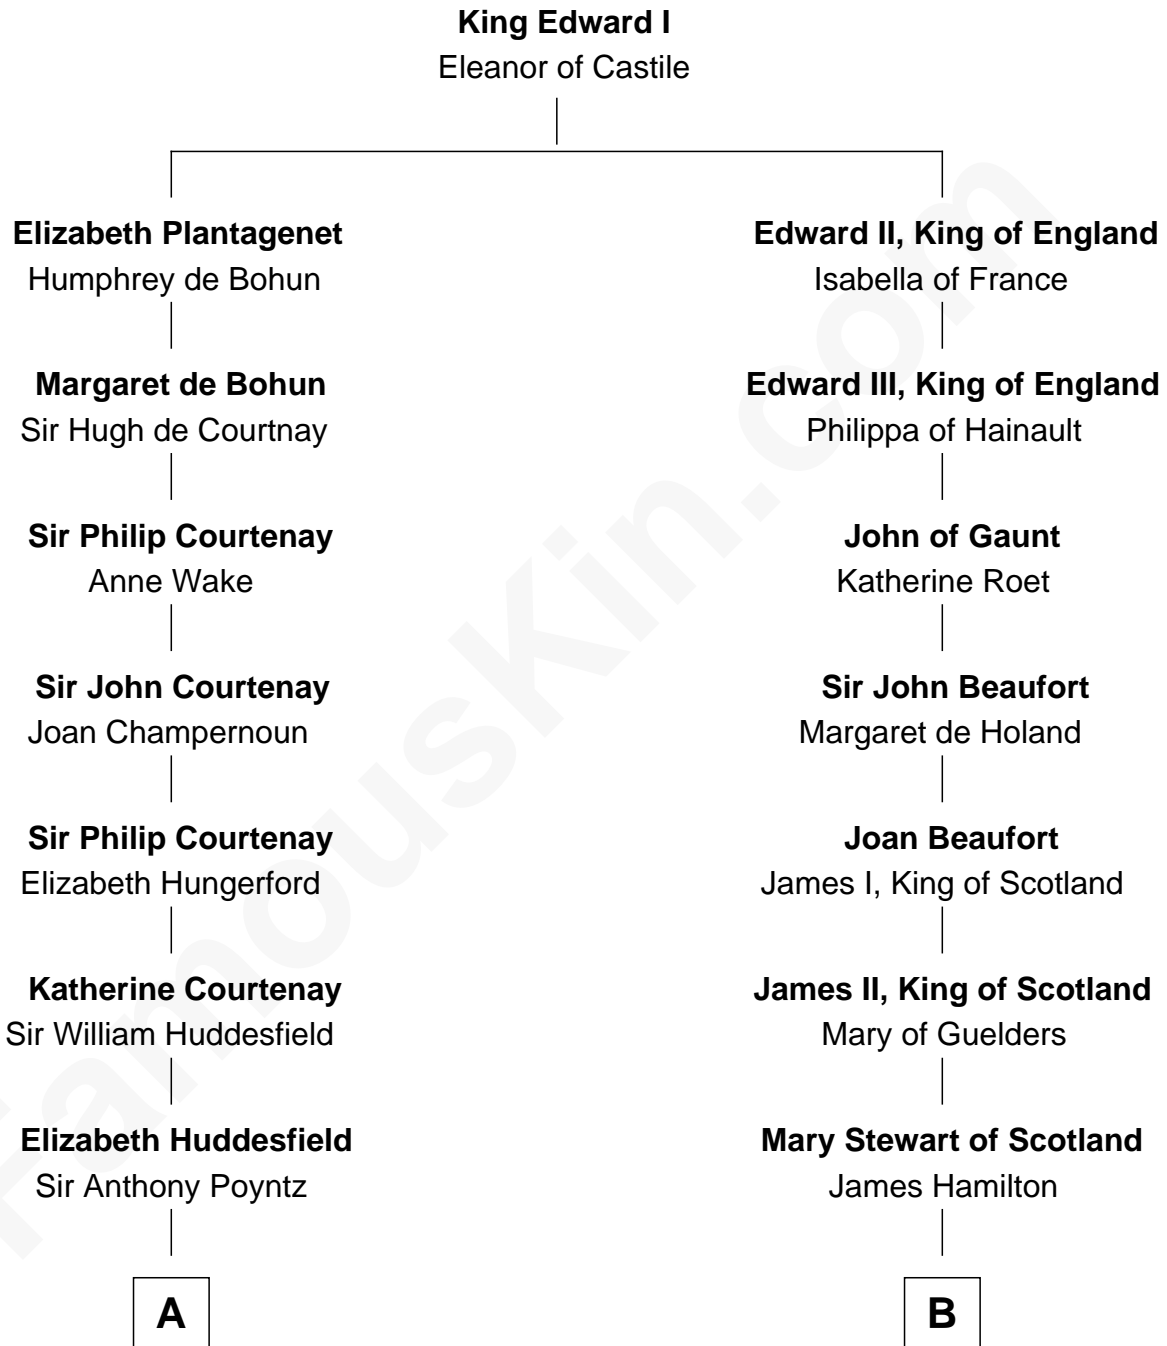 King Edward I
Eleanor of Castile
Elizabeth Plantagenet
Humphrey de Bohun
Edward II, King of England
Isabella of France
Margaret de Bohun
Sir Hugh de Courtnay
Edward III, King of England
Philippa of Hainault
Sir Philip Courtenay
Anne Wake
John of Gaunt
Katherine Roet
Sir John Courtenay
Joan Champernoun
Sir John Beaufort
Margaret de Holand
Sir Philip Courtenay
Elizabeth Hungerford
Joan Beaufort
James I, King of Scotland
Katherine Courtenay
Sir William Huddesfield
James II, King of Scotland
Mary of Guelders
Elizabeth Huddesfield
Sir Anthony Poyntz
Mary Stewart of Scotland
James Hamilton
A
B
FamousKin.com